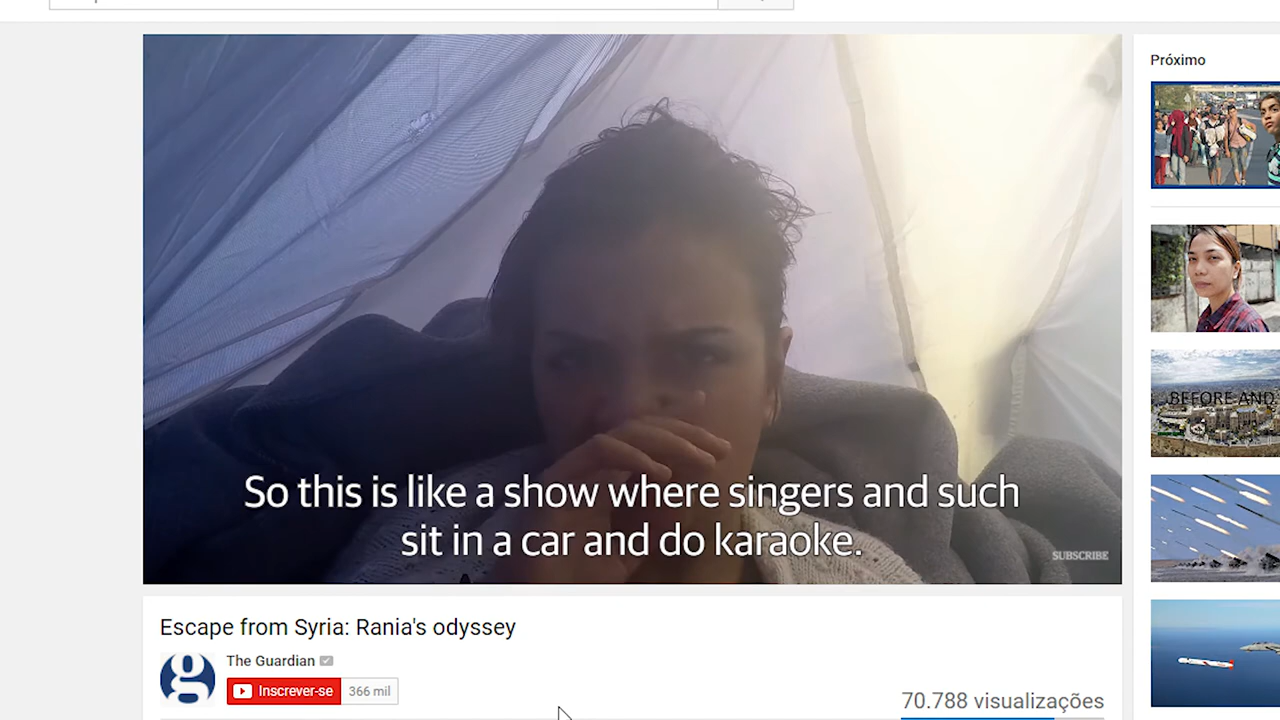 Próximo
BEFORE AND
So this is like a show where singers and such
sit in a car and do karaoke.
SUBSCRIBE
Escape from Syria: Rania's odyssey
The Guardian
Inscrever-se 366 mil
70.788 visualizações